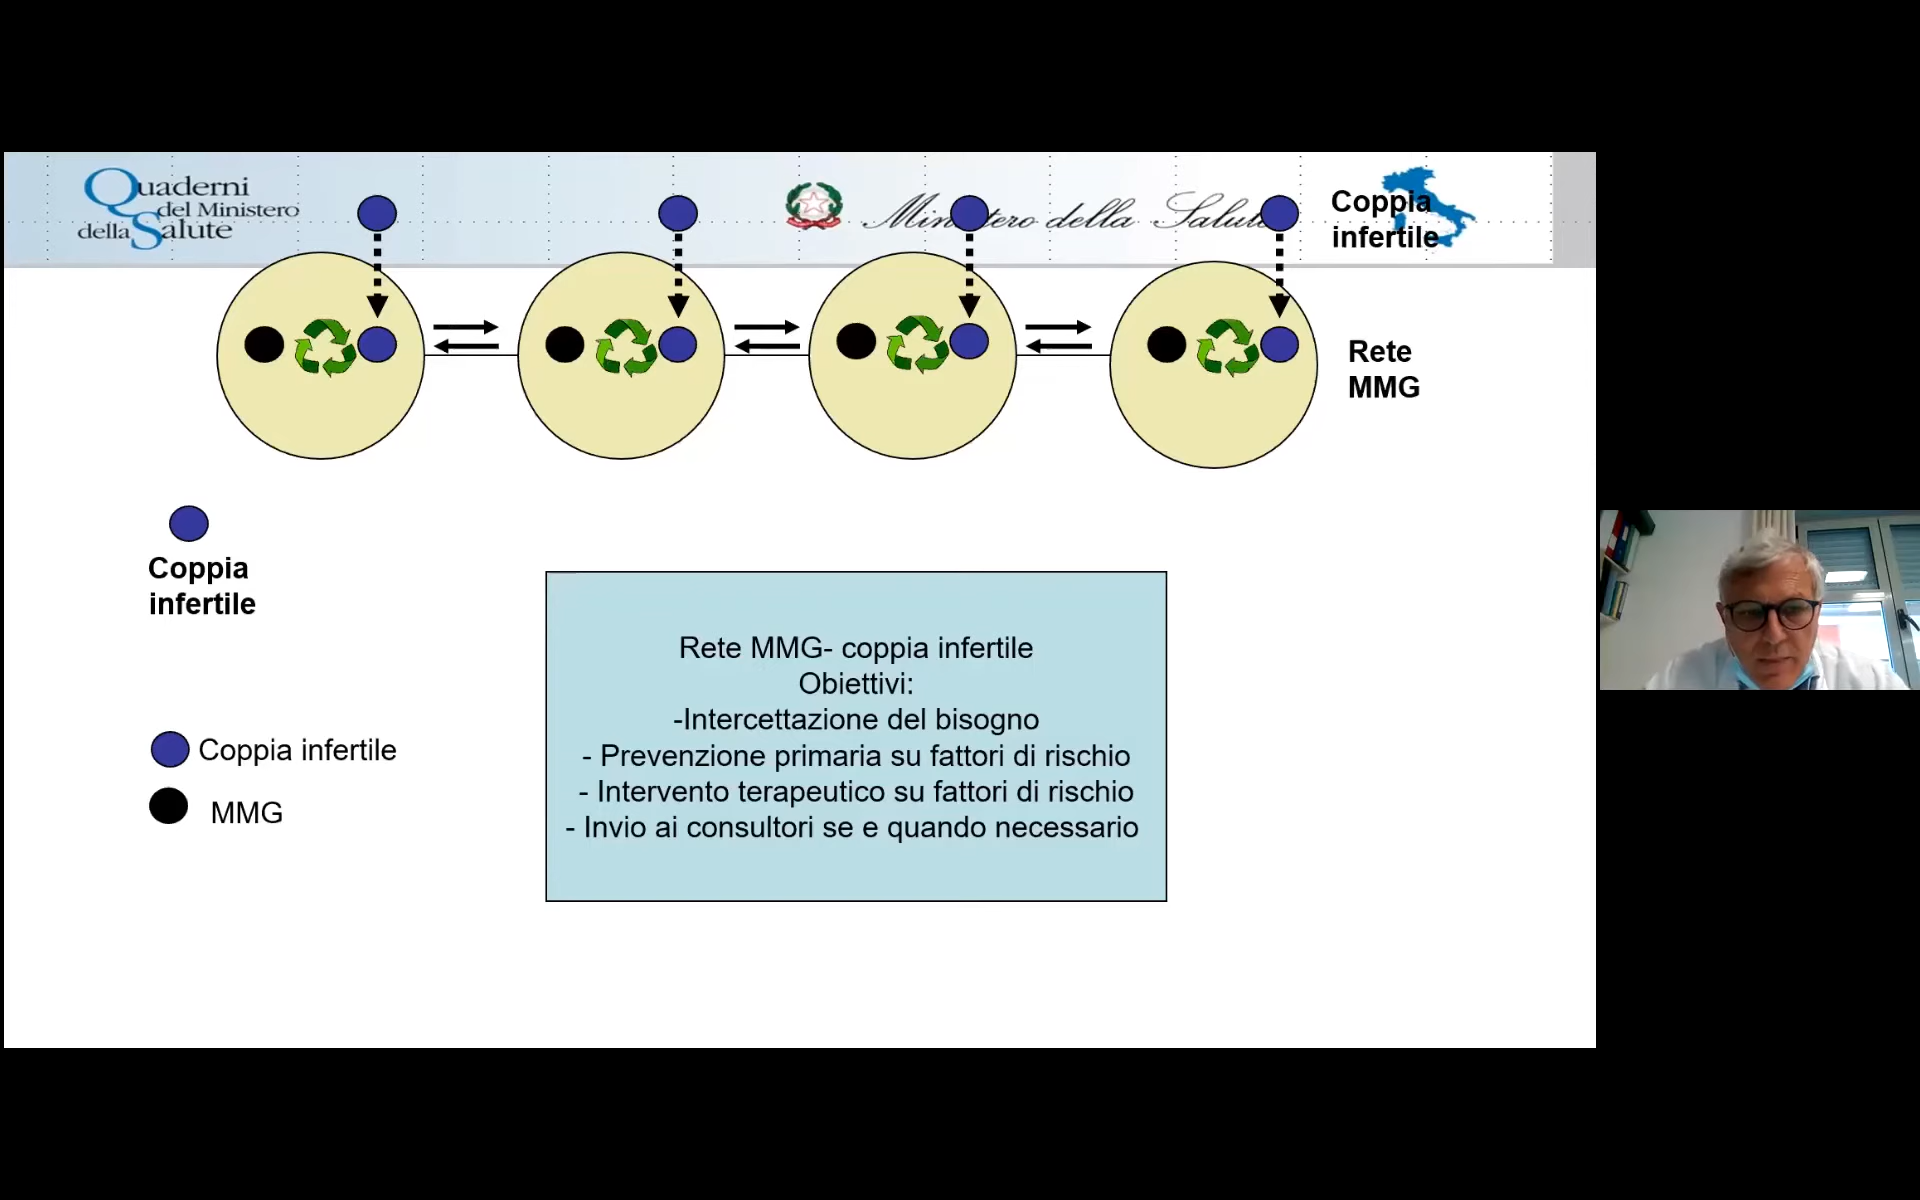 Quaderni
del Ministero
della Salute
Ministero della Salute
Coppia
infertile
Rete
MMG
Coppia
infertile
Coppia infertile
MMG
Rete MMG- coppia infertile
Obiettivi:
-Intercettazione del bisogno
- Prevenzione primaria su fattori di rischio
- Intervento terapeutico su fattori di rischio
- Invio ai consultori se e quando necessario